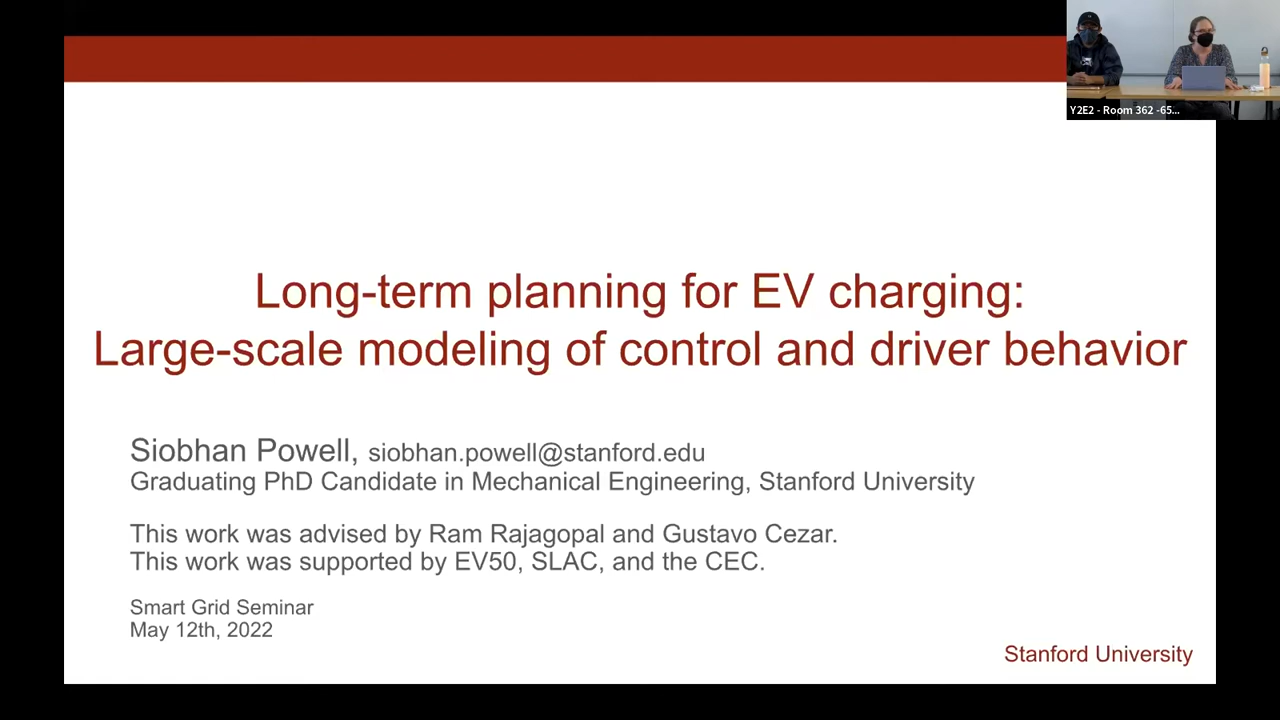 Y2E2 - Room 362 -65...
Long-term planning for EV charging:
Large-scale modeling of control and driver behavior
Siobhan Powell, siobhan.powell@stanford.edu
Graduating PhD Candidate in Mechanical Engineering, Stanford University
This work was advised by Ram Rajagopal and Gustavo Cezar.
This work was supported by EV50, SLAC, and the CEC.
Smart Grid Seminar
May 12th, 2022
Stanford University